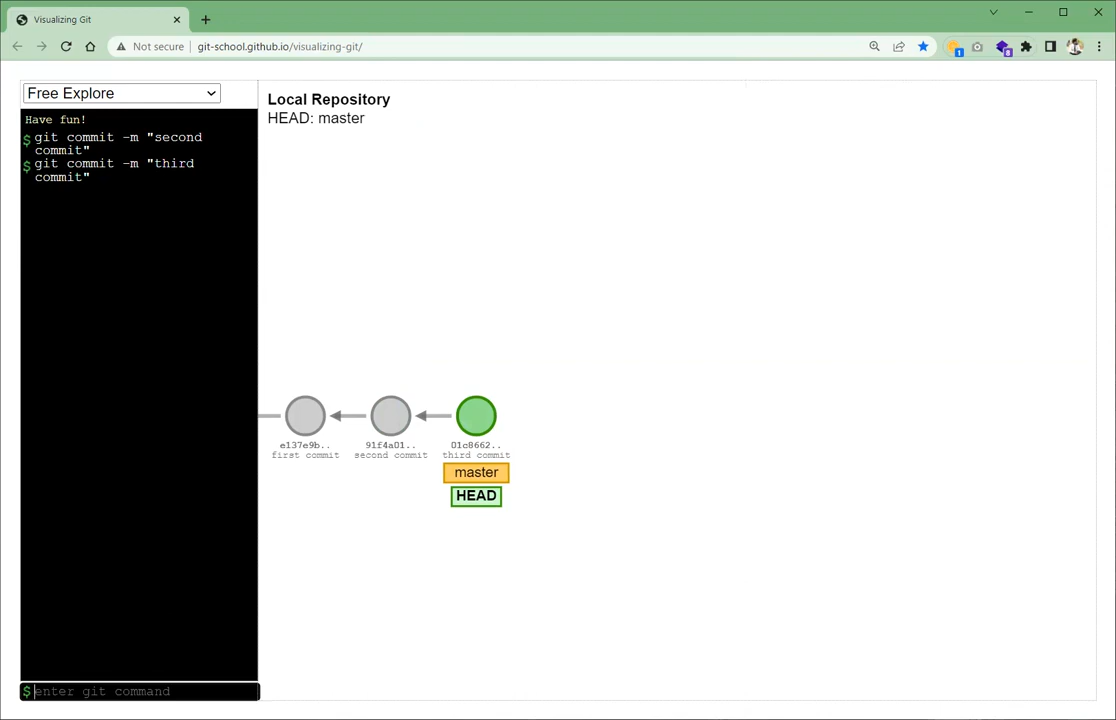 Visualizing Git
Not secure
git-school.github.io/visualizing-git/
1
8
Free Explore
Have fun!
$ git commit -m "second
commit"
$ git commit -m "third
commit"
$ enter git command
Local Repository
HEAD: master
e137e9b.. 91f4a01.. 01c8662..
first commit second commit third commit
master
HEAD